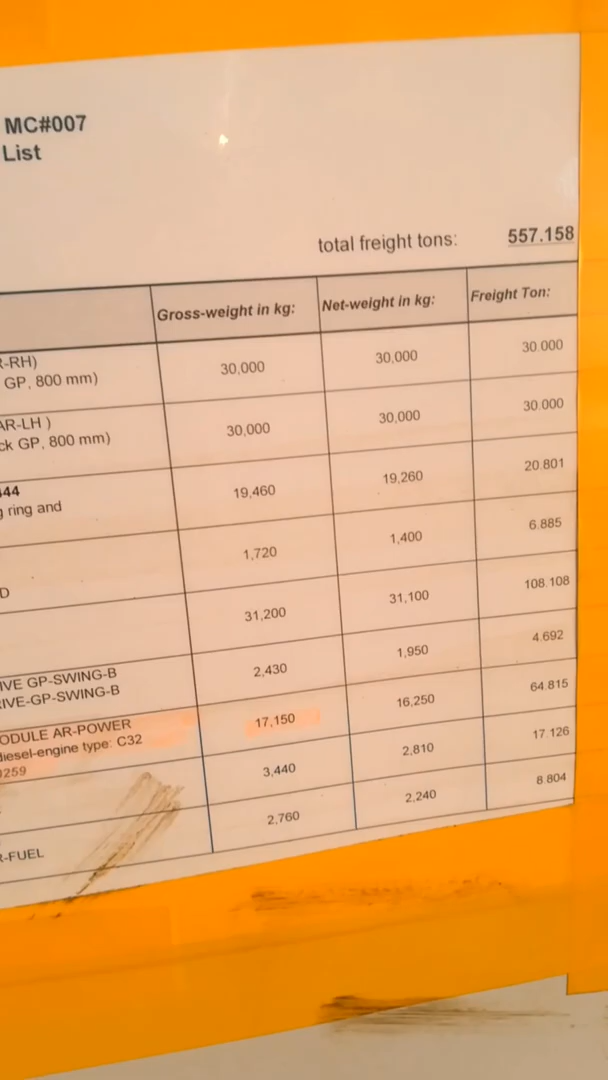 MC#007
List
total freight tons: 557.158
Gross-weight in kg: Net-weight in kg: Freight Ton:
-RH)
GP, 800 mm) 30,000 30,000 30.000
AR-LH )
ck GP, 800 mm) 30,000 30,000 30.000
444
g ring and 19,460 19,260 20.801
D 1,720 1,400 6.885
31,200 31,100 108.108
IVE GP-SWING-B
RIVE-GP-SWING-B 2,430 1,950 4.692
ODULE AR-POWER
diesel-engine type: C32
0259 17,150 16,250 64.815
3,440 2,810 17.126
R-FUEL 2,760 2,240 8.804